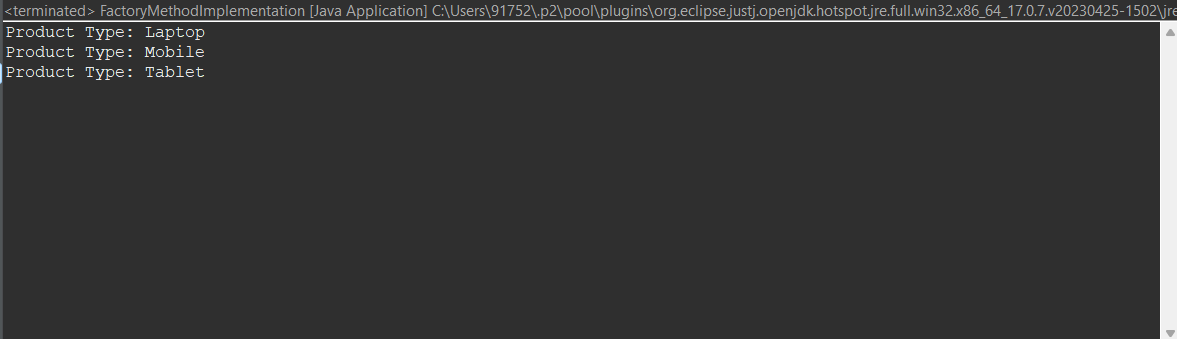 <terminated> FactoryMethodImplementation [Java Application] C:\Users\91752\.p2\pool\plugins\org.eclipse.justj.openjdk.hotspot.jre.full.win32.x86_64_17.0.7.v20230425-1502\jre
Product Type: Laptop
Product Type: Mobile
Product Type: Tablet